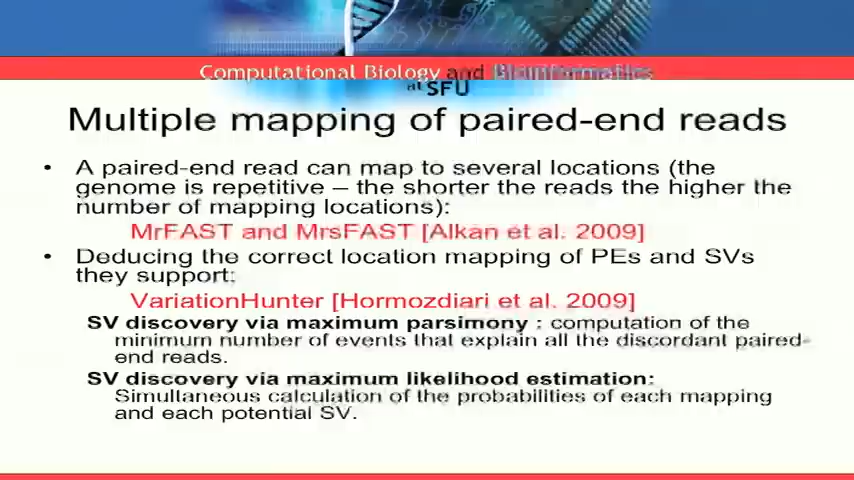 Computational Biology and Bioinformatics
at SFU
Multiple mapping of paired-end reads
• A paired-end read can map to several locations (the
genome is repetitive – the shorter the reads the higher the
number of mapping locations):
MrFAST and MrsFAST [Alkan et al. 2009]
• Deducing the correct location mapping of PEs and SVs
they support:
VariationHunter [Hormozdiari et al. 2009]
SV discovery via maximum parsimony : computation of the
minimum number of events that explain all the discordant paired-
end reads.
SV discovery via maximum likelihood estimation:
Simultaneous calculation of the probabilities of each mapping
and each potential SV.